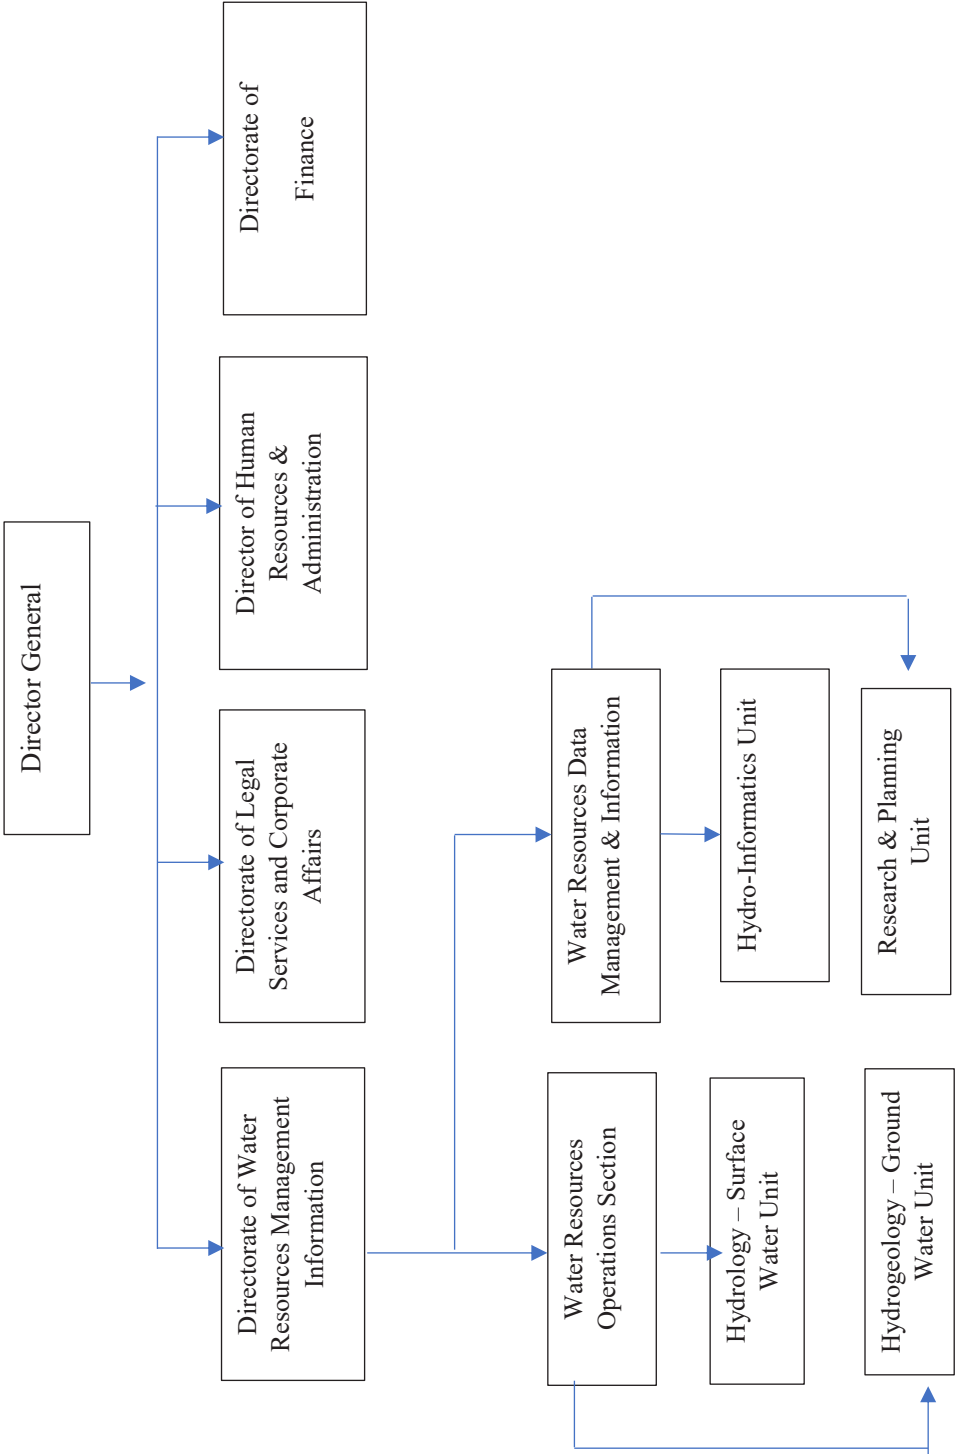 Director General
Directorate of Water
Resources Management
Information
Directorate of Legal
Services and Corporate
Affairs
Director of Human
Resources &
Administration
Directorate of
Finance
Water Resources
Operations Section
Water Resources Data
Management & Information
Hydrology – Surface
Water Unit
Hydro-Informatics Unit
Hydrogeology – Ground
Water Unit
Research & Planning
Unit